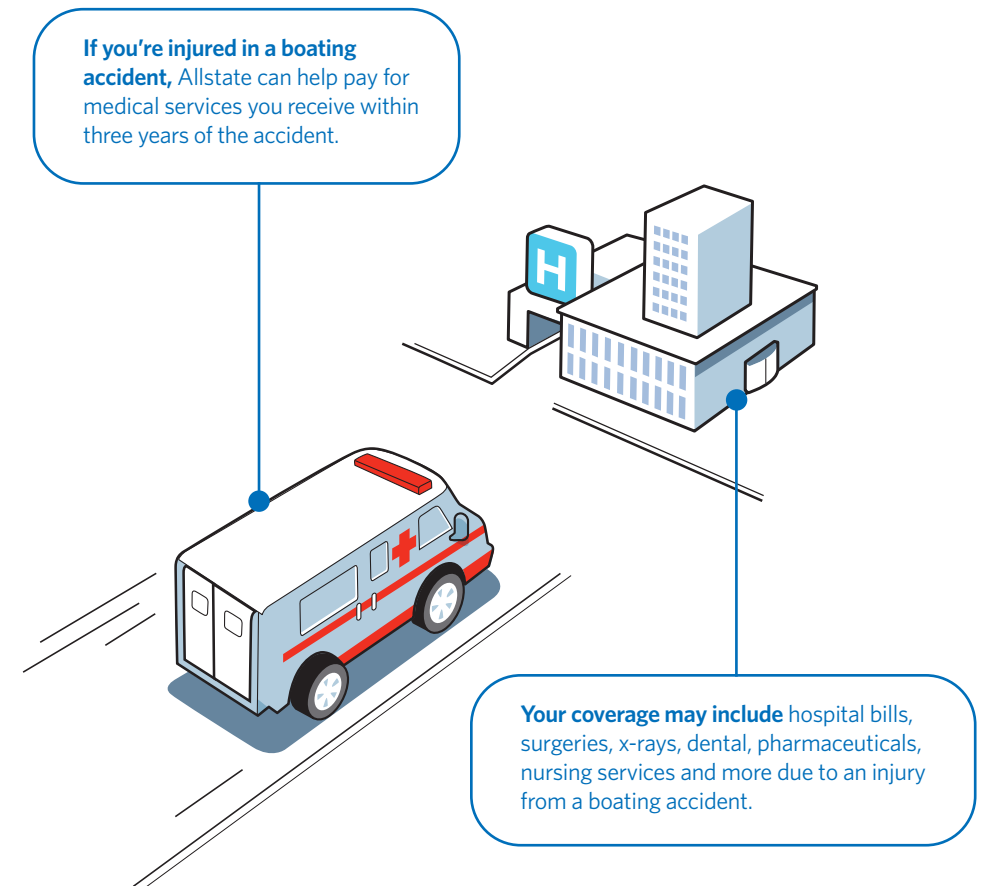 If you’re injured in a boating
accident, Allstate can help pay for
medical services you receive within
three years of the accident.
H
Your coverage may include hospital bills,
surgeries, x-rays, dental, pharmaceuticals,
nursing services and more due to an injury
from a boating accident.